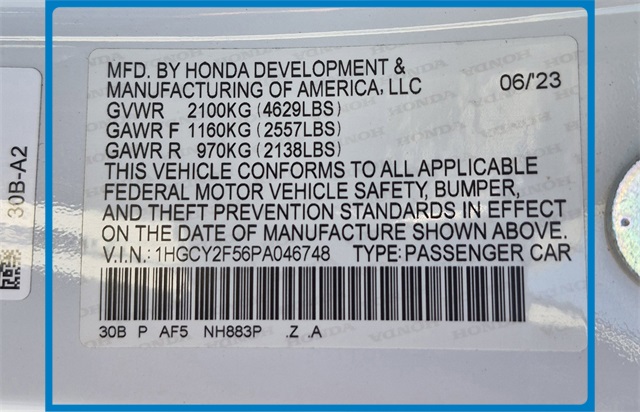 MFD. BY HONDA DEVELOPMENT &
MANUFACTURING OF AMERICA, LLC 06/'23
GVWR 2100KG (4629LBS)
GAWR F 1160KG (2557LBS)
GAWR R 970KG (2138LBS)
THIS VEHICLE CONFORMS TO ALL APPLICABLE
FEDERAL MOTOR VEHICLE SAFETY, BUMPER,
AND THEFT PREVENTION STANDARDS IN EFFECT
ON THE DATE OF MANUFACTURE SHOWN ABOVE.
V.I.N.: 1HGCY2F56PA046748 TYPE: PASSENGER CAR
30B P AF5 NH883P .Z .A
30B-A2